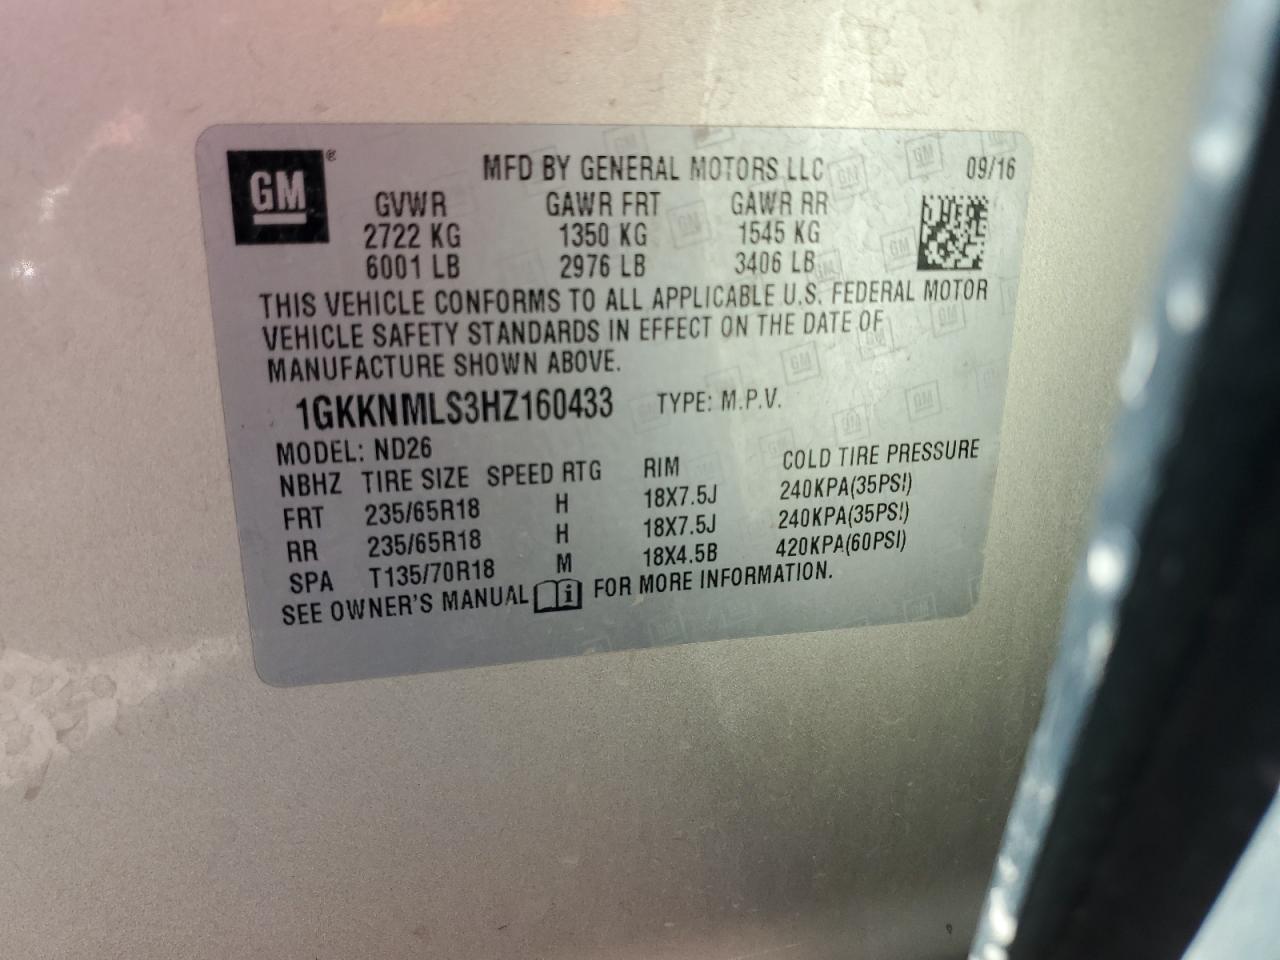 GM ®
MFD BY GENERAL MOTORS LLC 09/16
GVWR GAWR FRT GAWR RR
2722 KG 1350 KG 1545 KG
6001 LB 2976 LB 3406 LB
THIS VEHICLE CONFORMS TO ALL APPLICABLE U.S. FEDERAL MOTOR
VEHICLE SAFETY STANDARDS IN EFFECT ON THE DATE OF
MANUFACTURE SHOWN ABOVE.
1GKKNMLS3HZ160433 TYPE: M.P.V.
MODEL: ND26
NBHZ TIRE SIZE SPEED RTG RIM COLD TIRE PRESSURE
FRT 235/65R18 H 18X7.5J 240KPA(35PSI)
RR 235/65R18 H 18X7.5J 240KPA(35PSI)
SPA T135/70R18 M 18X4.5B 420KPA(60PSI)
SEE OWNER'S MANUAL i FOR MORE INFORMATION.